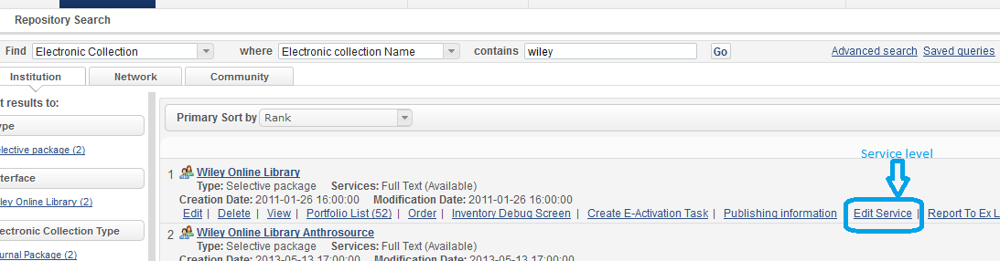 Repository Search
Find Electronic Collection where Electronic collection Name contains wiley Go Advanced search Saved queries
Institution Network Community
t results to:
ype
elective package (2)
nterface
iley Online Library (2)
lectronic Collection Type
urnal Package (2)
Primary Sort by Rank
Service level
1 Wiley Online Library
Type: Selective package Services: Full Text (Available)
Creation Date: 2011-01-26 16:00:00 Modification Date: 2011-01-26 16:00:00
Edit | Delete | View | Portfolio List (52) | Order | Inventory Debug Screen | Create E-Activation Task | Publishing information Edit Service | Report To Ex L
2 Wiley Online Library Anthrosource
Type: Selective package Services: Full Text (Available)
Creation Date: 2013-05-13 17:00:00 Modification Date: 2013-05-13 17:00:00